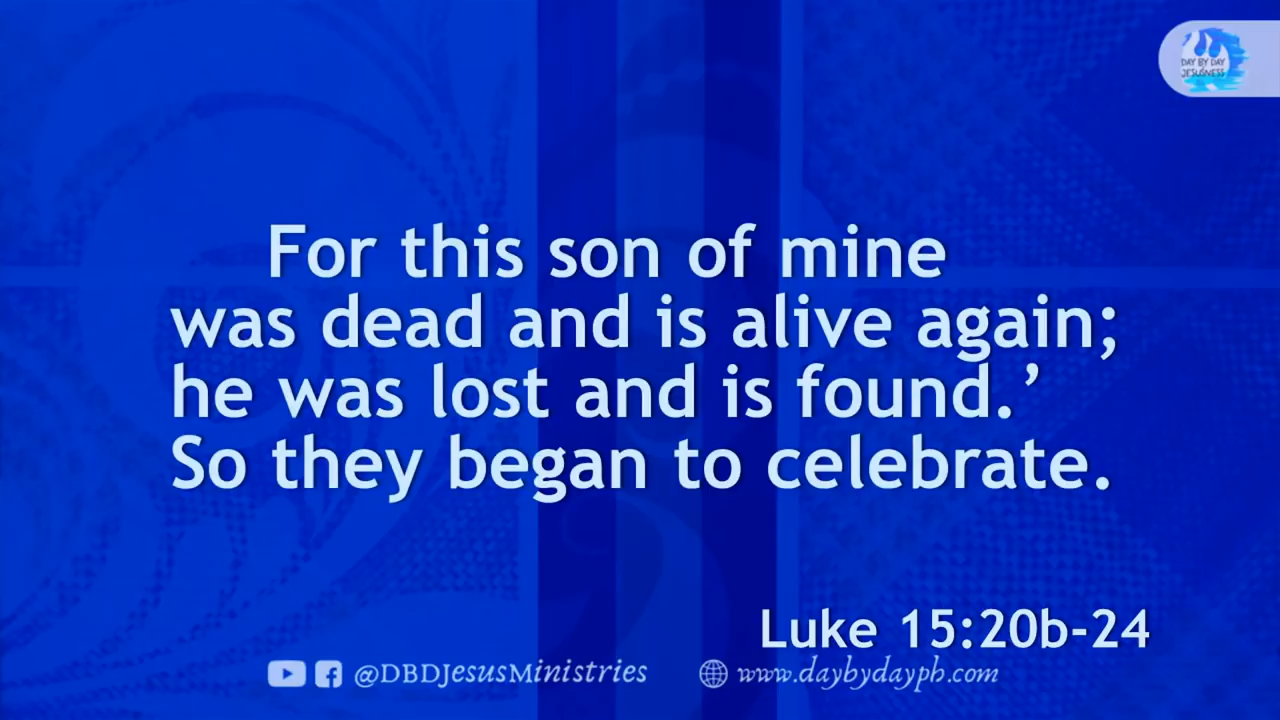 DAY BY DAY
JESUSNESS
For this son of mine
was dead and is alive again;
he was lost and is found.’
So they began to celebrate.
Luke 15:20b-24
@DBDJesusMinistries
www.daybydayph.com